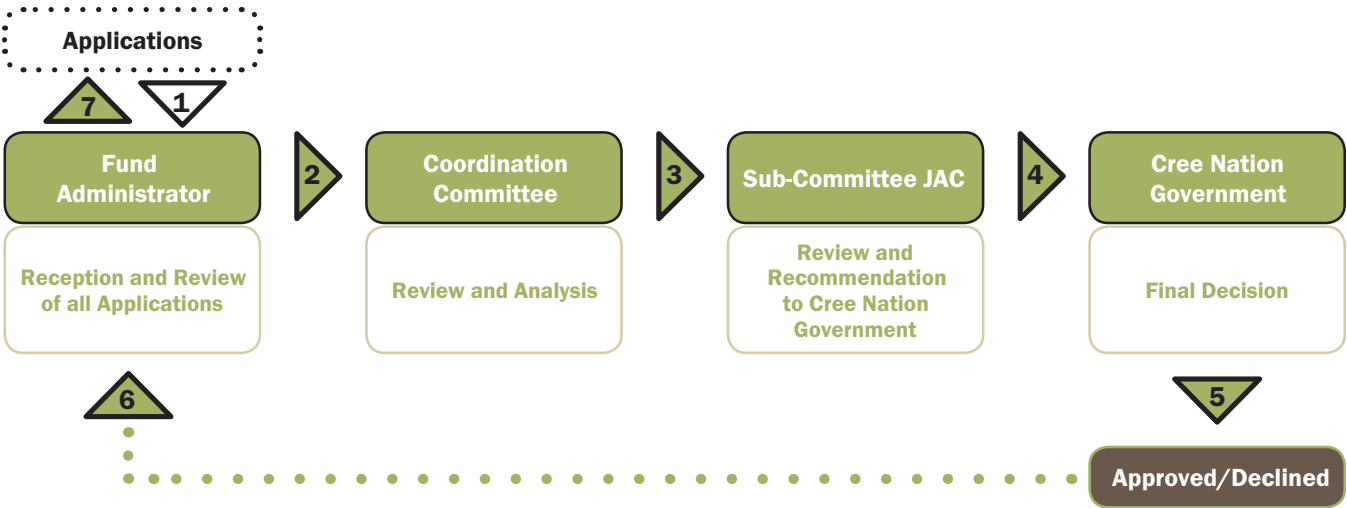 Applications
7
1
Fund
Administrator
2
Coordination
Committee
3
Sub-Committee JAC
4
Cree Nation
Government
Reception and Review
of all Applications
Review and Analysis
Review and
Recommendation
to Cree Nation
Government
Final Decision
6
5
Approved/Declined